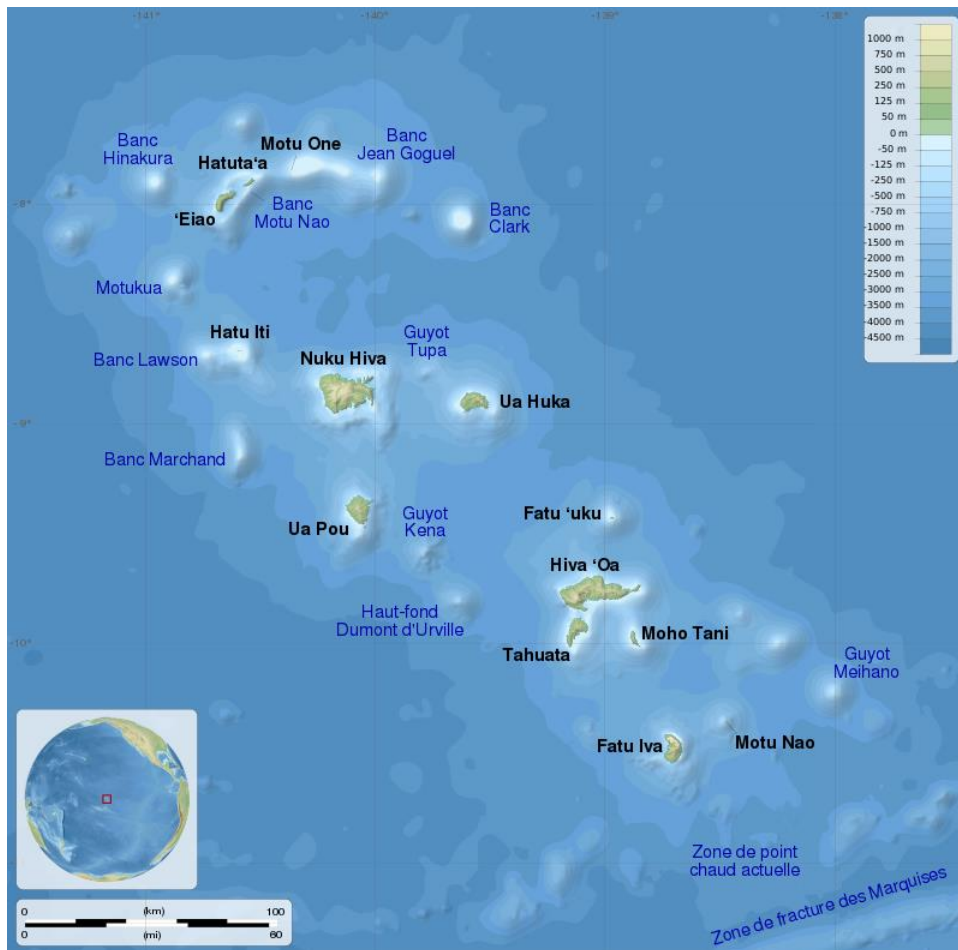 -141°
-140°
-139°
-138°
1000 m
750 m
500 m
250 m
125 m
50 m
0 m
-50 m
-125 m
-250 m
-500 m
-750 m
-1000 m
-1500 m
-2000 m
-3000 m
-3500 m
-4000 m
-4500 m
Banc
Hinakura
Hatuta‘a
Motu One
Banc
Jean Goguel
‘Eiao
Banc
Motu Nao
Banc
Clark
-8°
Motukua
Hatu Iti
Banc Lawson
Nuku Hiva
Guyot
Tupa
Ua Huka
-9°
Banc Marchand
Ua Pou
Guyot
Kena
Fatu ‘uku
Hiva ‘Oa
Haut-fond
Dumont d'Urville
-10°
Tahuata
Moho Tani
Guyot
Meihano
Fatu Iva
Motu Nao
Zone de point
chaud actuelle
Zone de fracture des Marquises
0 (km) 100
0 (mi) 60